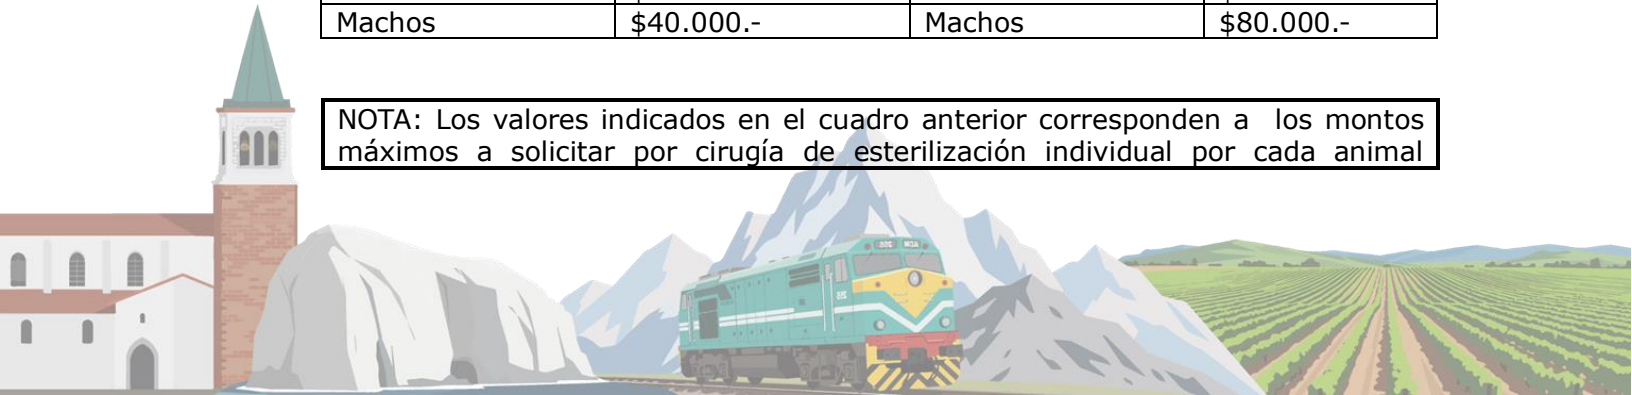 Machos $40.000.- Machos $80.000.-
NOTA: Los valores indicados en el cuadro anterior corresponden a los montos
máximos a solicitar por cirugía de esterilización individual por cada animal